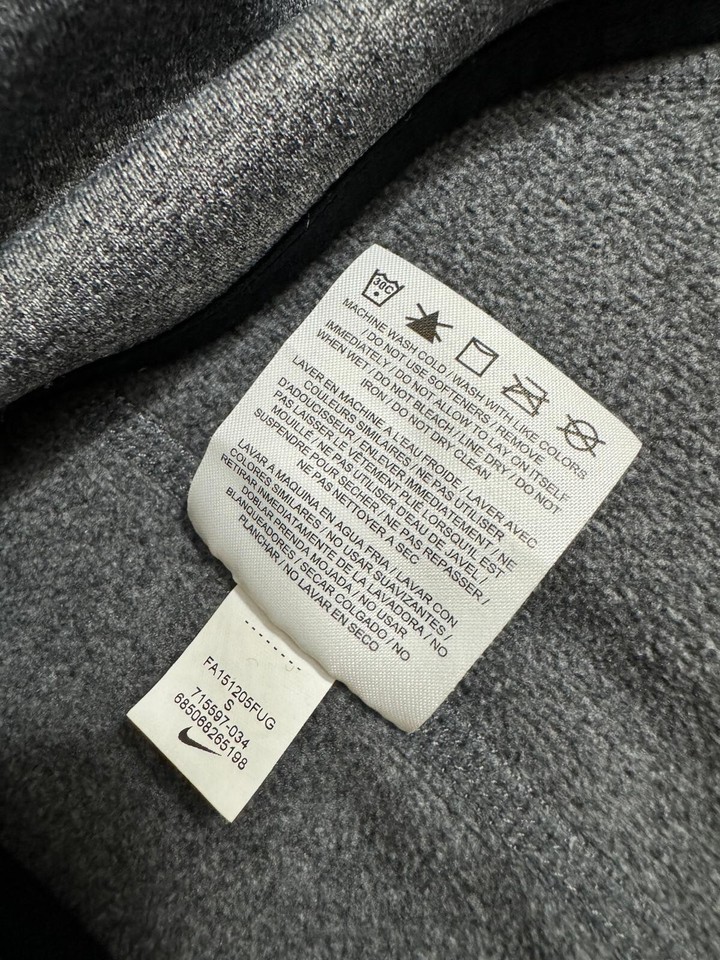 30C
MACHINE WASH COLD / WASH WITH LIKE COLORS
/ DO NOT USE SOFTENERS / REMOVE
IMMEDIATELY / DO NOT ALLOW TO LAY ON ITSELF
WHEN WET / DO NOT BLEACH / LINE DRY / DO NOT
IRON / DO NOT DRY CLEAN
LAVER EN MACHINE A L'EAU FROIDE / LAVER AVEC
COULEURS SIMILAIRES / NE PAS UTILISER
D'ADOUCISSEUR / ENLEVER IMMEDIATEMENT / NE
PAS LAISSER LE VÊTEMENT PLIÉ LORSQU'IL EST
MOUILLÉ / NE PAS UTILISER D'EAU DE JAVEL /
SUSPENDRE POUR SÉCHER / NE PAS REPASSER /
NE PAS NETTOYER A SEC
LAVAR A MAQUINA EN AGUA FRIA / LAVAR CON
COLORES SIMILARES / NO USAR SUAVIZANTES /
RETIRAR INMEDIATAMENTE DE LA LAVADORA / NO
DOBLAR PRENDA MOJADA / NO USAR
BLANQUEADORES / SECAR COLGADO / NO
PLANCHAR / NO LAVAR EN SECO
FA151205FUG
S
715597-034
685068265198